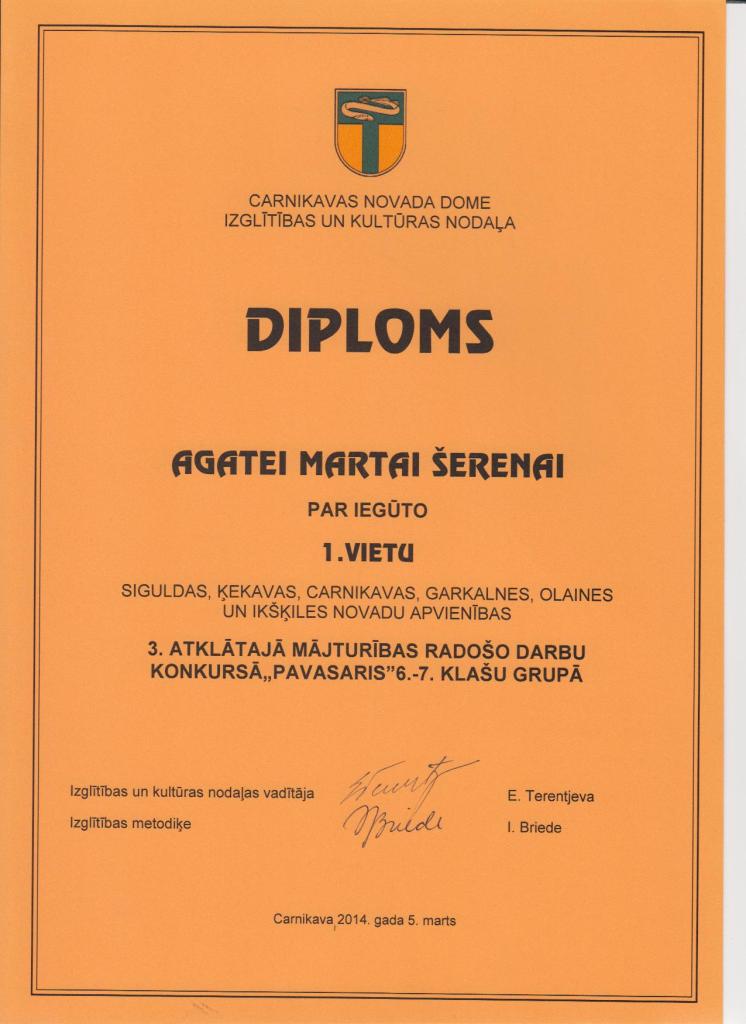 CARNIKAVAS NOVADA DOME
IZGLĪTĪBAS UN KULTŪRAS NODAĻA
DIPLOMS
AGATEI MARTAI ŠERENAI
PAR IEGŪTO
1.VIETU
SIGULDAS, ĶEKAVAS, CARNIKAVAS, GARKALNES, OLAINES
UN IKŠĶILES NOVADU APVIENĪBAS
3. ATKLĀTAJĀ MĀJTURĪBAS RADOŠO DARBU
KONKURSĀ„PAVASARIS”6.-7. KLAŠU GRUPĀ
Izglītības un kultūras nodaļas vadītāja E. Terentjeva
Izglītības metodiķe Briede I. Briede
Carnikava 2014. gada 5. marts